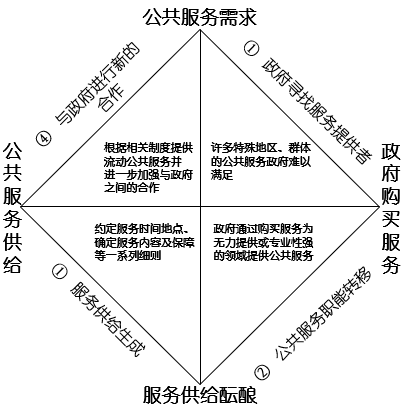 公共服务需求
④ 与政府进行新的
合作
① 政府寻找服务提供者
根据相关制度提供
流动公共服务并
进一步加强与政府
之间的合作
许多特殊地区、群体的
公共服务政府难以
满足
公共服务供给
政府购买服务
约定服务时间地点、
确定服务内容及保障
等一系列细则
政府通过购买服务为
无力提供或专业性强
的领域提供公共服务
① 服务供给生成
② 公共服务职能转移
服务供给酝酿